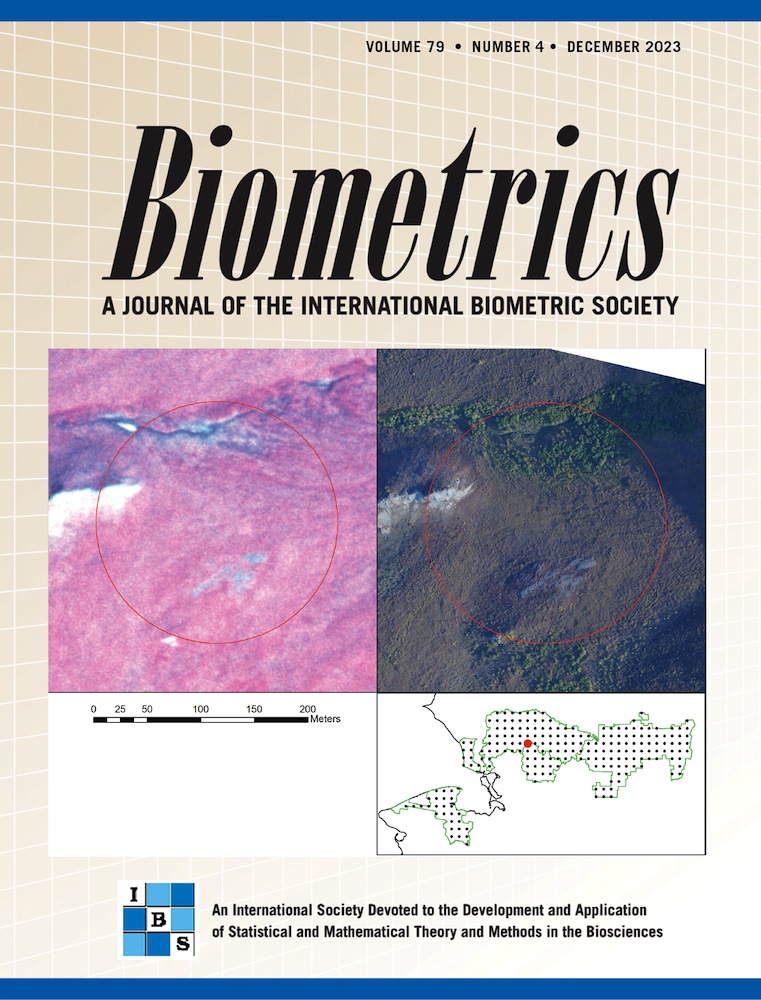 VOLUME 79 • NUMBER 4 • DECEMBER 2023
Biometrics
A JOURNAL OF THE INTERNATIONAL BIOMETRIC SOCIETY
0 25 50 100 150 200
Meters
I
B
S
An International Society Devoted to the Development and Application
of Statistical and Mathematical Theory and Methods in the Biosciences